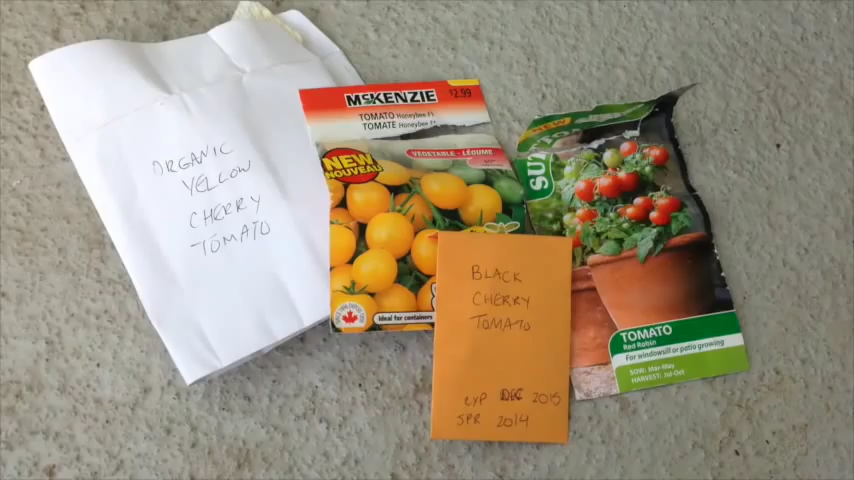 ORGANIC
YELLOW
CHERRY
TOMATO
McKENZIE
$2.99
TOMATO Honeybee F1
TOMATE Honeybee F1
VEGETABLE - LÉGUME
NEW
NOUVEAU
Ideal for containers
BLACK
CHERRY
TOMATO
EXP DEC 2015
SPR 2014
NEW
TOMATO
Red Robin
For windowsill or patio growing
SOW: Mar-May
HARVEST: Jul-Oct